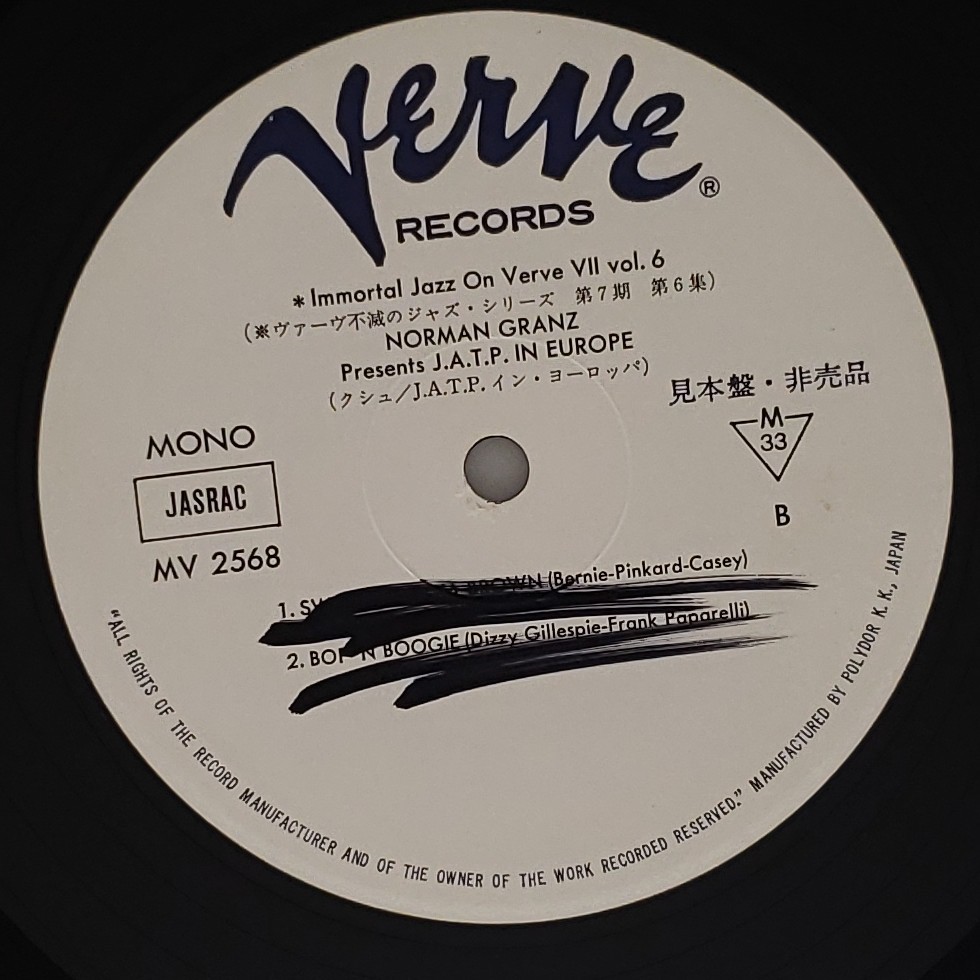 Verve
®
RECORDS
*Immortal Jazz On Verve VII vol. 6
(※ヴァーヴ不滅のジャズ・シリーズ 第7期 第6集)
NORMAN GRANZ
Presents J.A.T.P. IN EUROPE
(クシュ/J.A.T.P.イン・ヨーロッパ)
見本盤・非売品
MONO
M
33
JASRAC
B
MV 2568
1. BROWN (Bernie-Pinkard-Casey)
2. BOP 'N BOOGIE (Dizzy Gillespie-Frank Paparelli)
"ALL RIGHTS OF THE RECORD MANUFACTURER AND OF THE OWNER OF THE WORK RECORDED RESERVED." MANUFACTURED BY POLYDOR K. K., JAPAN